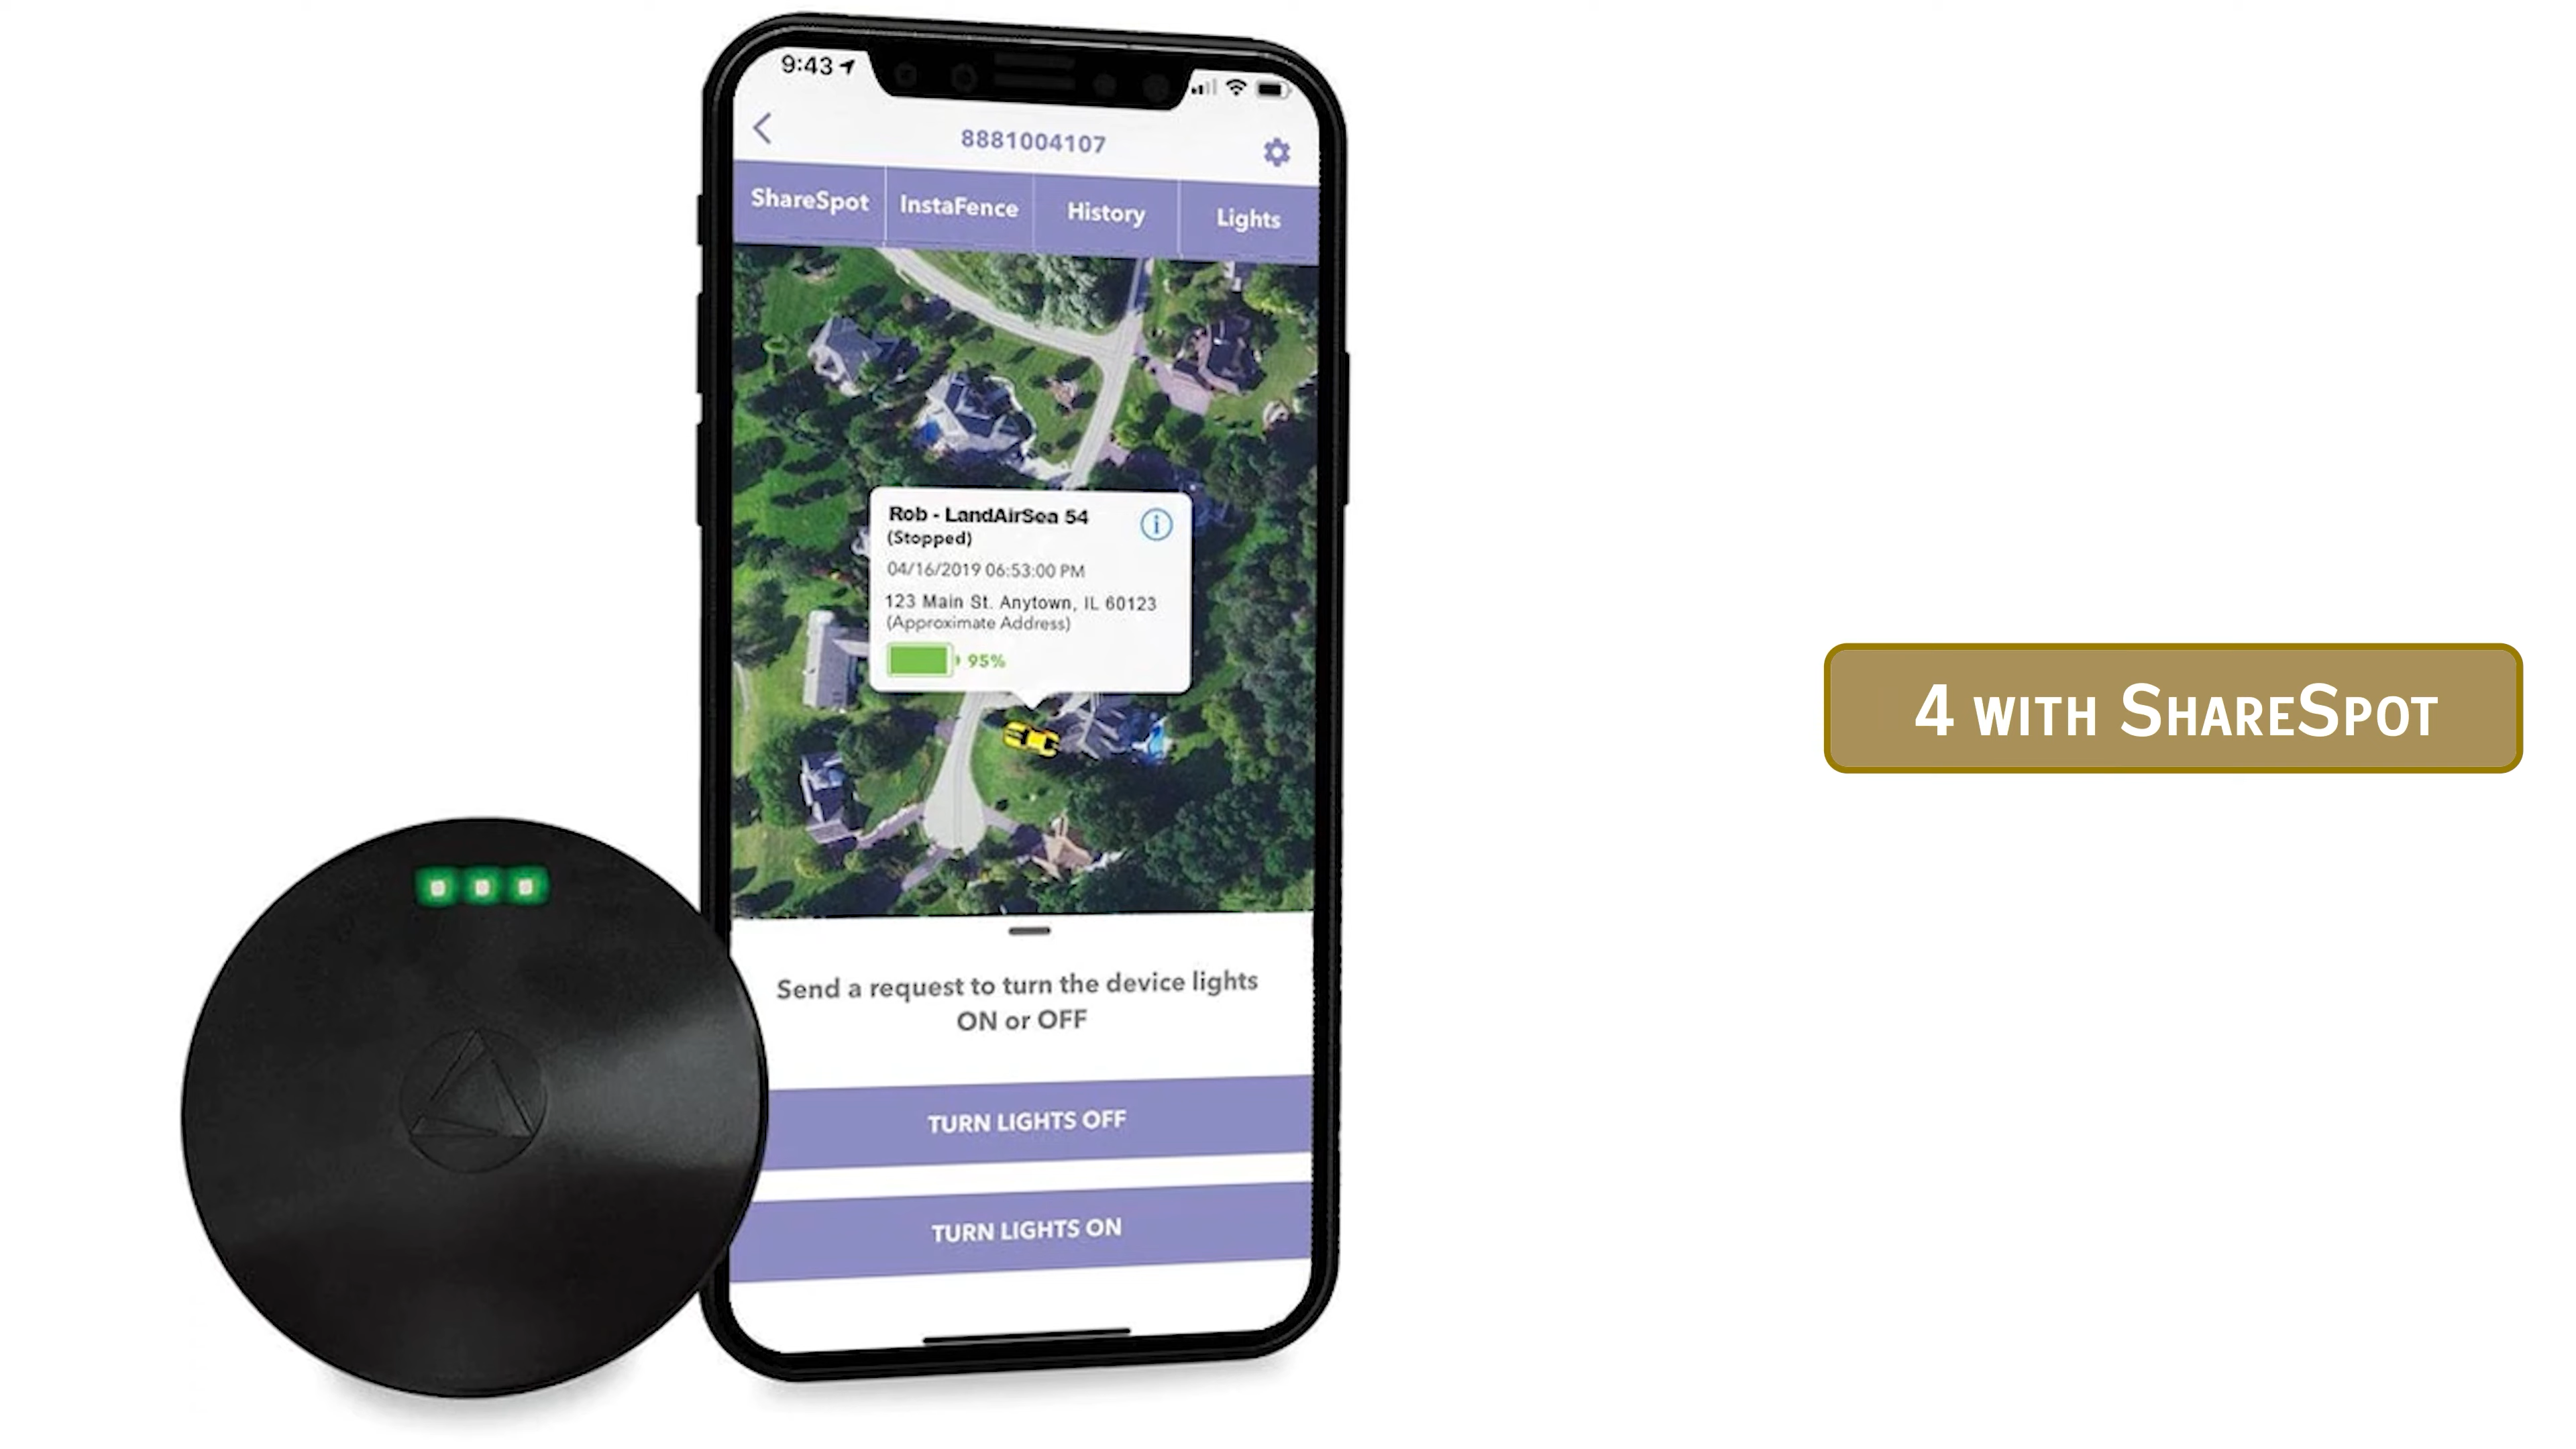 9:43
8881004107
ShareSpot InstaFence History Lights
Rob - LandAirSea 54
(Stopped)
04/16/2019 06:53:00 PM
123 Main St. Anytown, IL 60123
(Approximate Address)
95%
Send a request to turn the device lights
ON or OFF
TURN LIGHTS OFF
TURN LIGHTS ON
4 WITH SHARESPOT